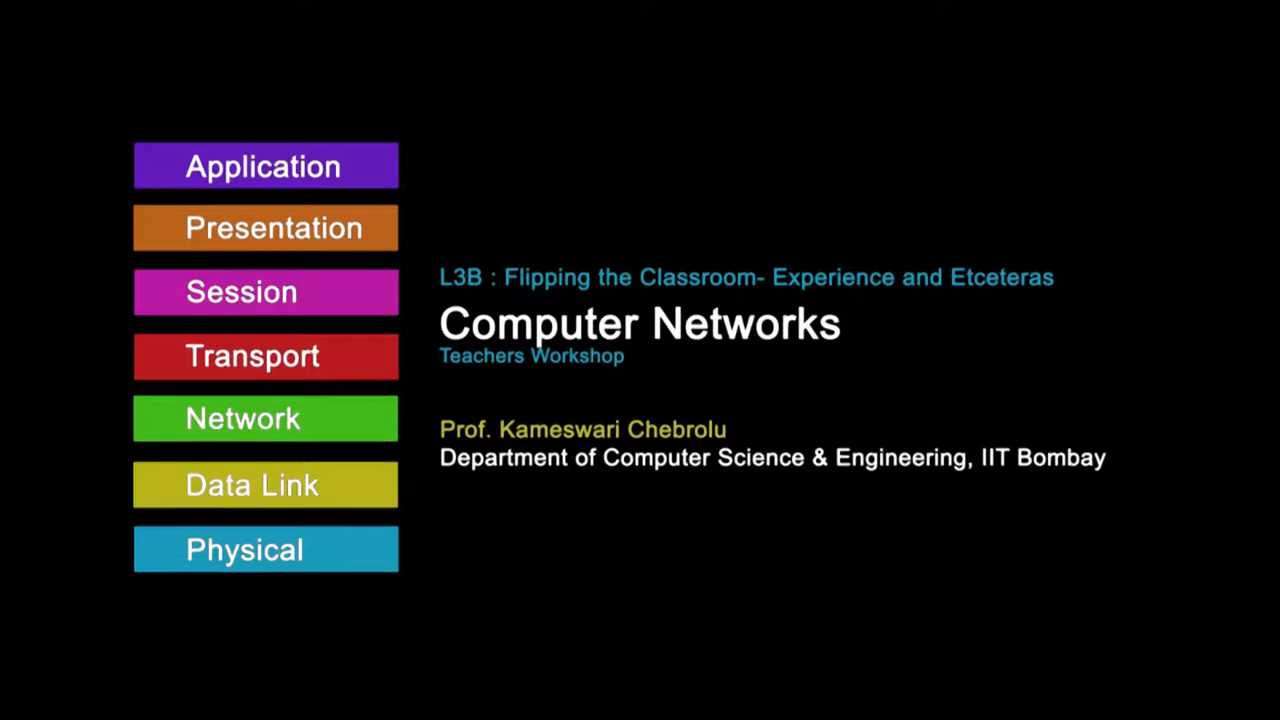 Application
Presentation
Session
Transport
Network
Data Link
Physical
L3B : Flipping the Classroom- Experience and Etceteras
Computer Networks
Teachers Workshop
Prof. Kameswari Chebrolu
Department of Computer Science & Engineering, IIT Bombay